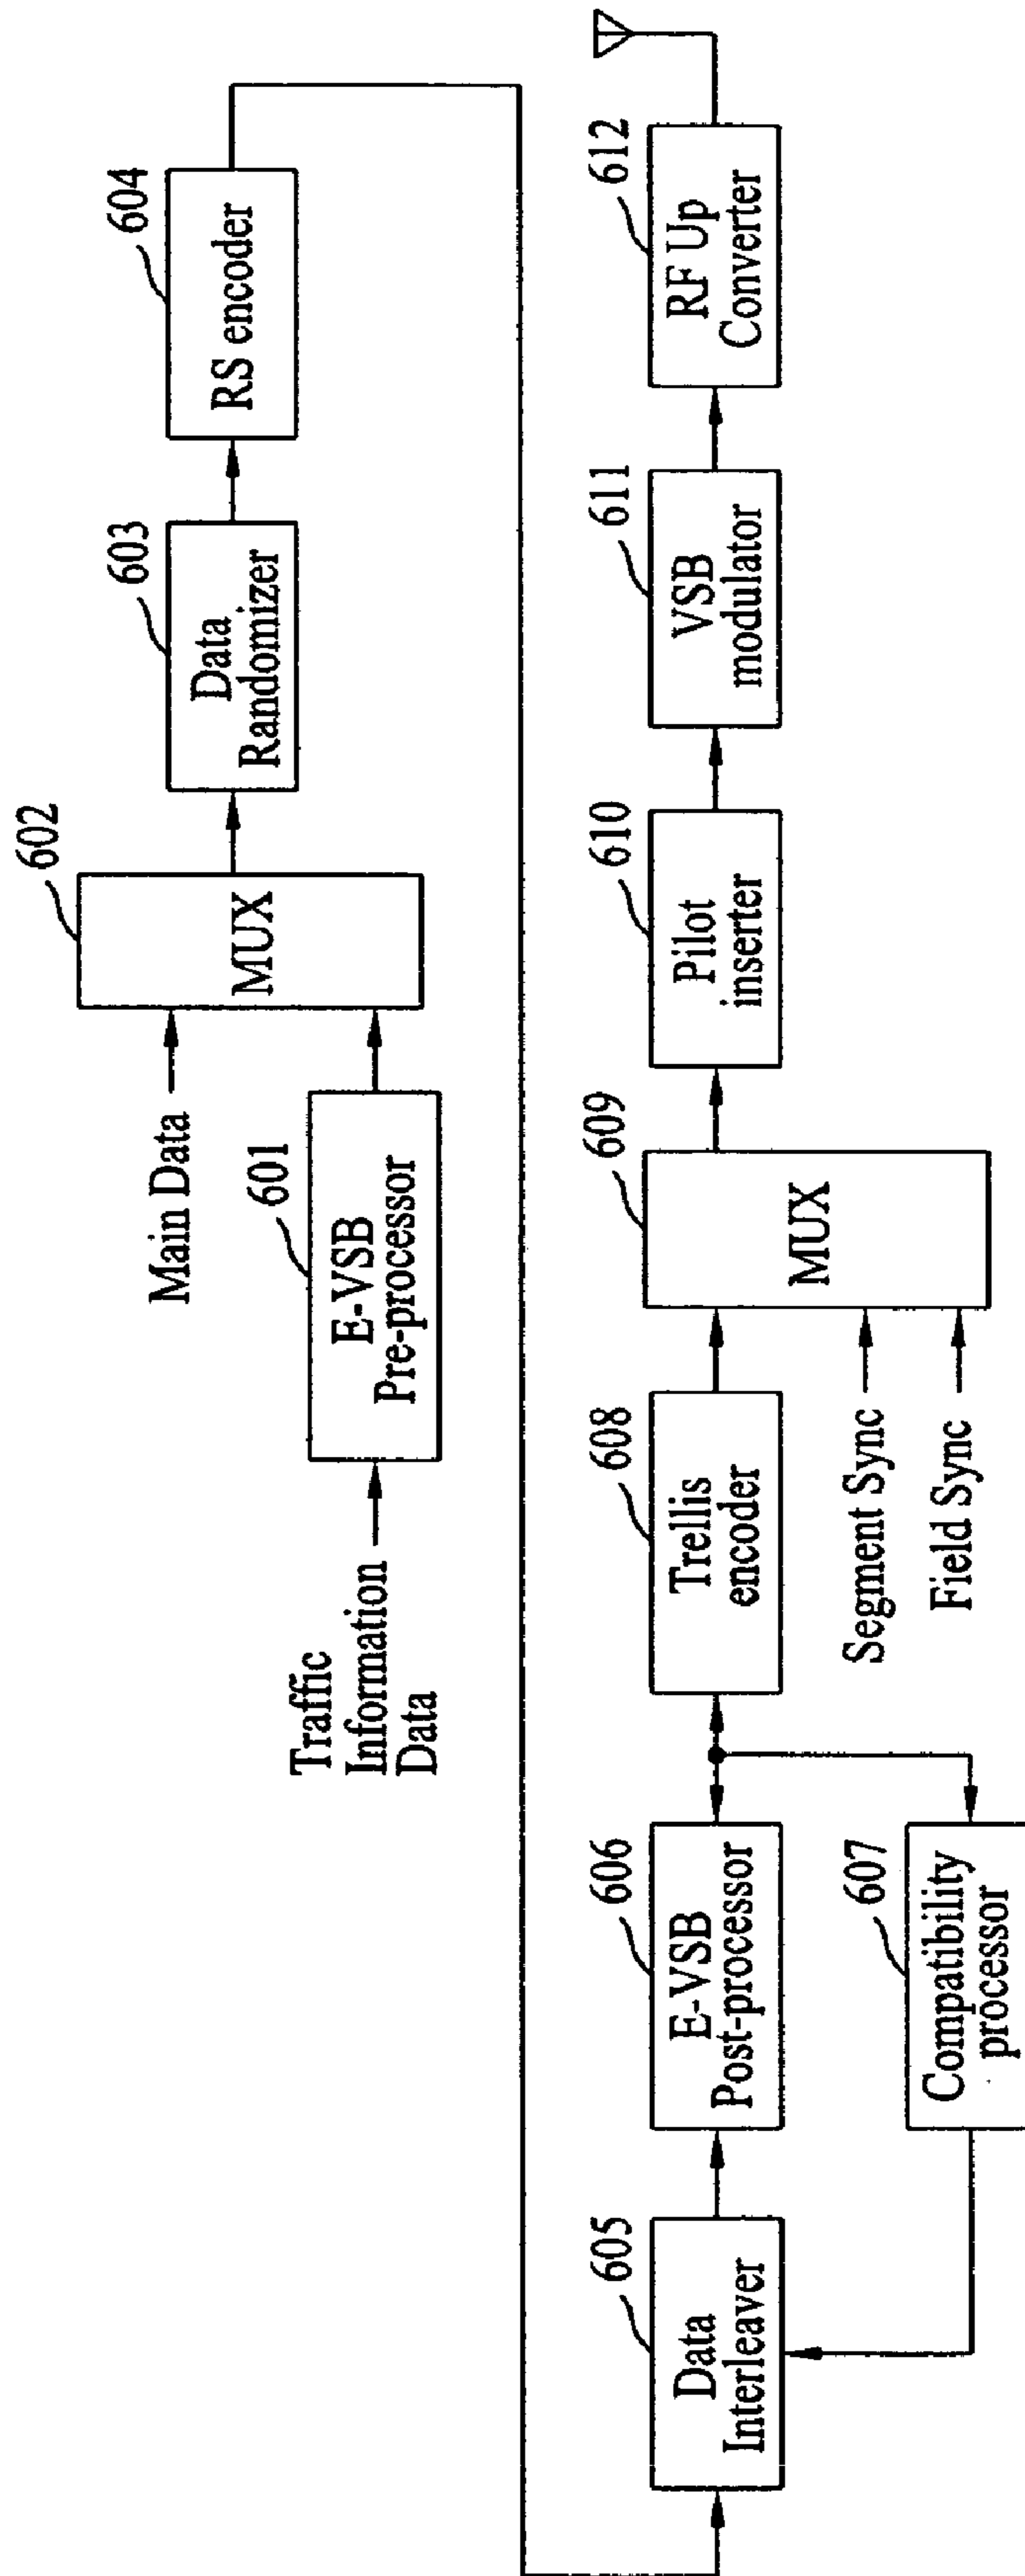 Traffic
Information
Data
601
E-VSB
Pre-processor
Main Data
602
MUX
603
Data
Randomizer
604
RS encoder
605
Data
Interleaver
606
E-VSB
Post-processor
607
Compatibility
processor
608
Trellis
encoder
Segment Sync
Field Sync
609
MUX
610
Pilot
inserter
611
VSB
modulator
612
RF Up
Converter